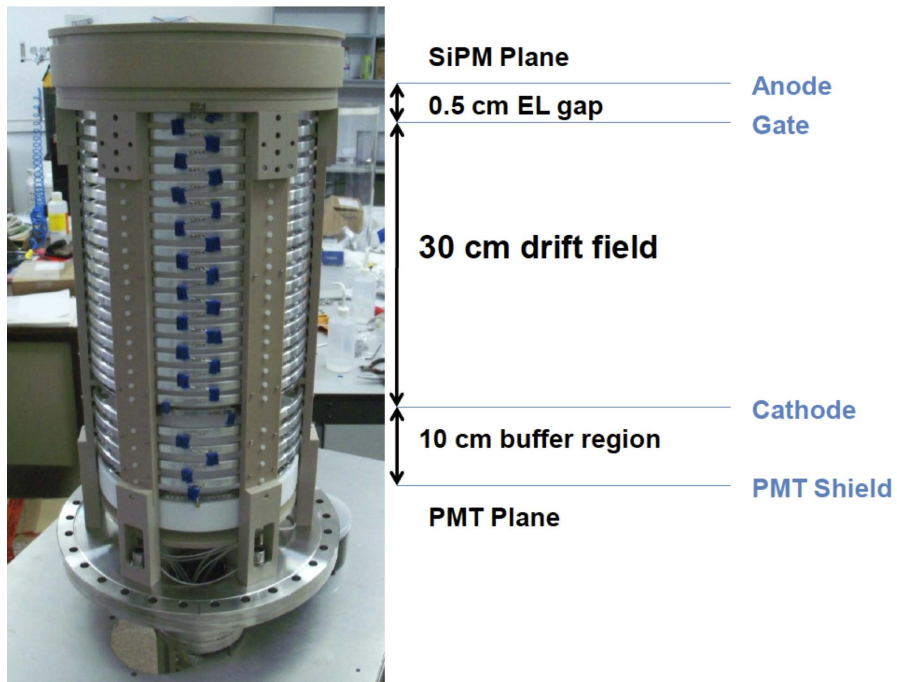 SiPM Plane
Anode
0.5 cm EL gap
Gate
30 cm drift field
Cathode
10 cm buffer region
PMT Shield
PMT Plane